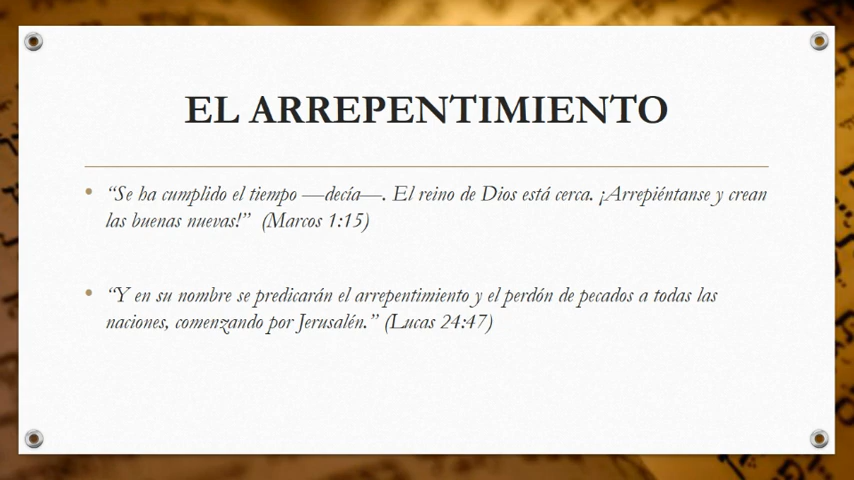 EL ARREPENTIMIENTO
• “Se ha cumplido el tiempo —decía—. El reino de Dios está cerca. ¡Arrepiéntanse y crean
las buenas nuevas!” (Marcos 1:15)
• “Y en su nombre se predicarán el arrepentimiento y el perdón de pecados a todas las
naciones, comenzando por Jerusalén.” (Lucas 24:47)